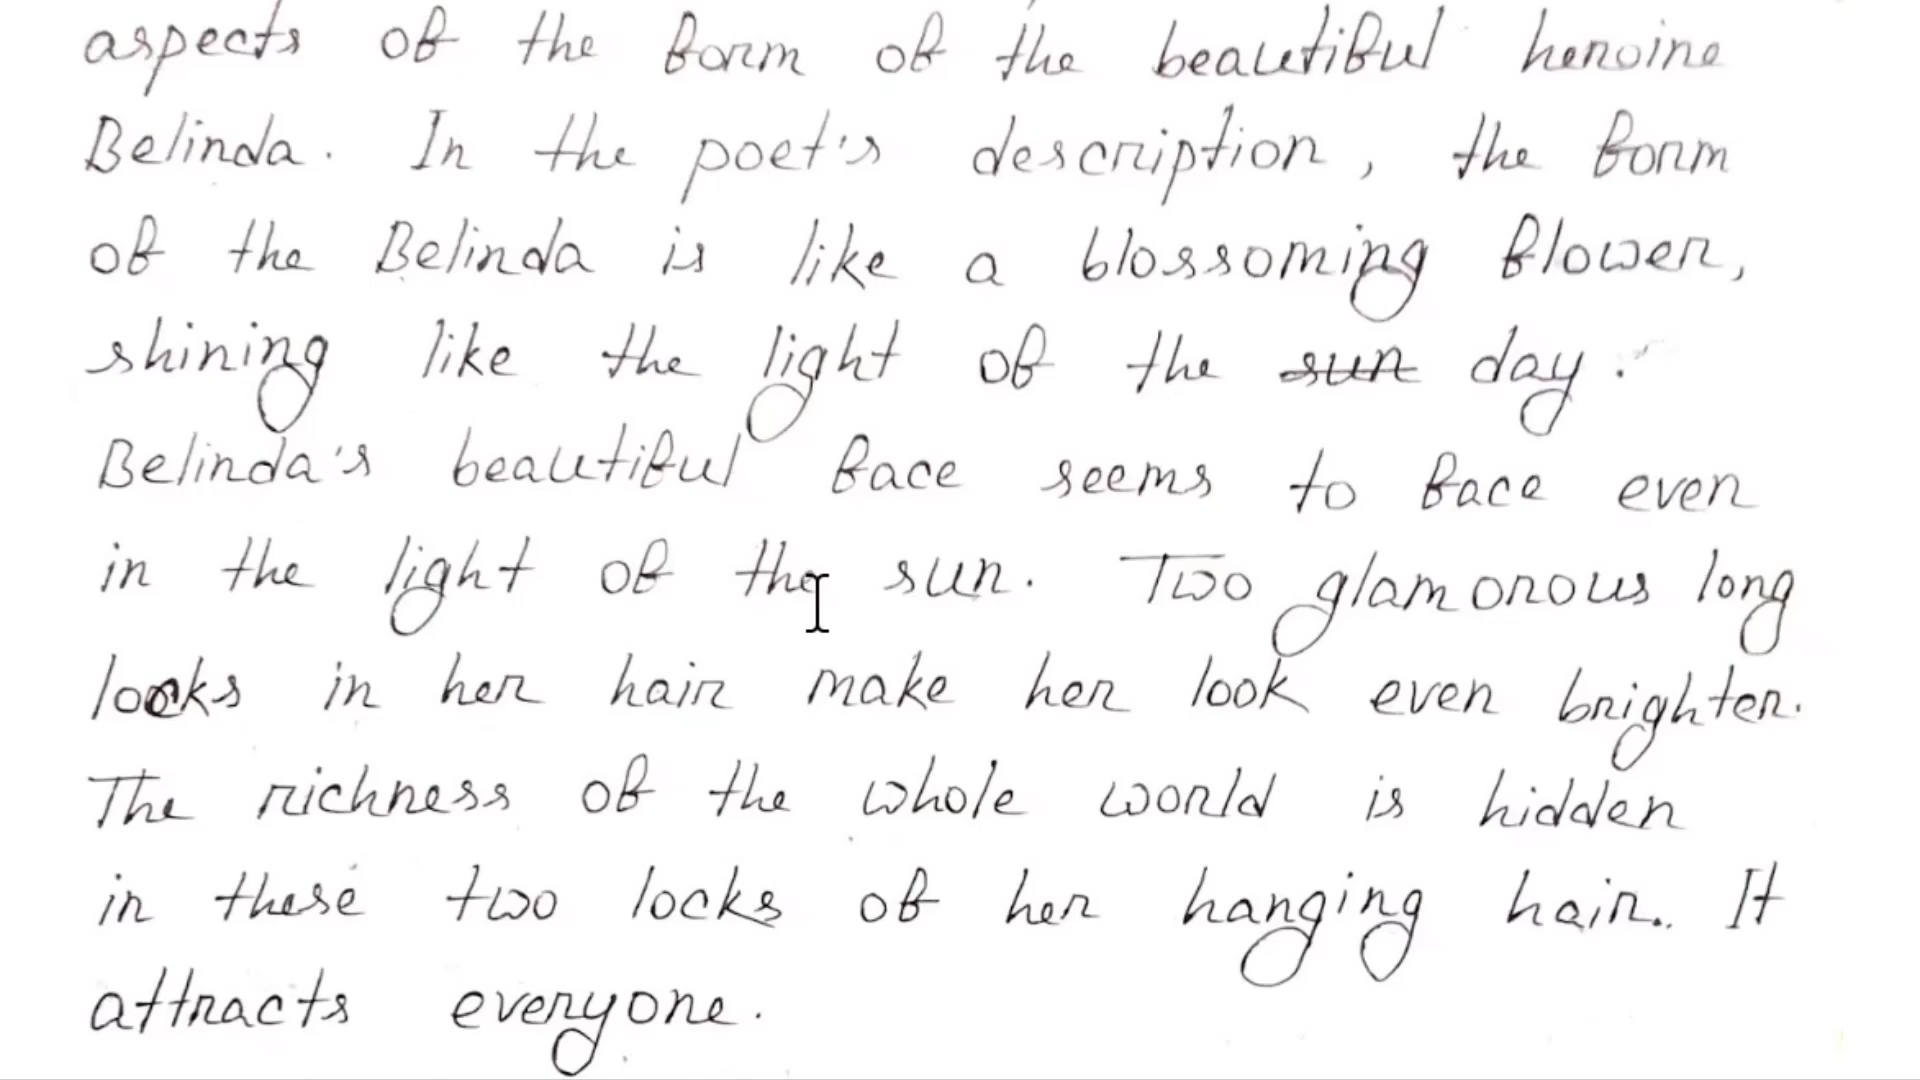 aspects of the form of the beautiful heroine
Belinda. In the poet's description, the form
of the Belinda is like a blossoming flower,
shining like the light of the sun day.
Belinda's beautiful face seems to face even
in the light of the sun. Two glamorous long
locks in her hair make her look even brighter.
The richness of the whole world is hidden
in these two locks of her hanging hair. It
attracts everyone.